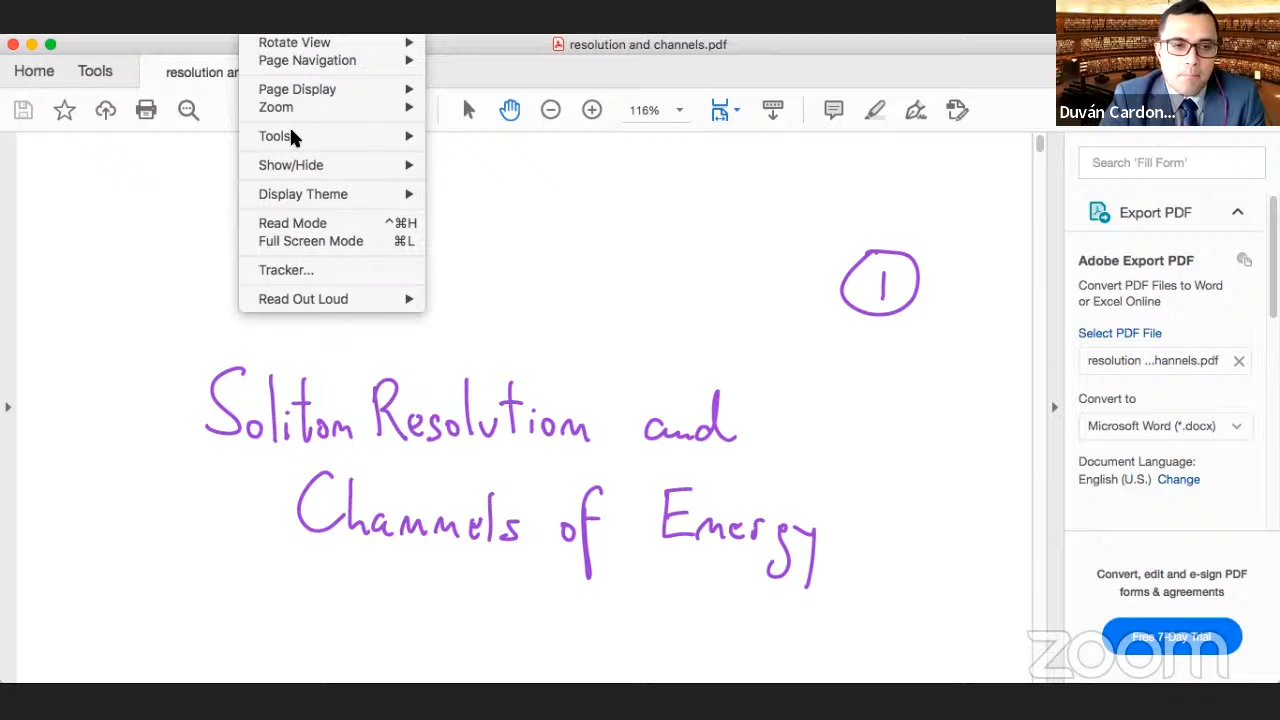 resolution and channels.pdf
Home
Tools
resolution an
Rotate View
Page Navigation
Page Display
Zoom
Tools
Show/Hide
Display Theme
Read Mode ^⌘H
Full Screen Mode ⌘L
Tracker...
Read Out Loud
116%
Duván Cardon...
1
Soliton Resolution and
Channels of Energy
Search 'Fill Form'
Export PDF
Adobe Export PDF
Convert PDF Files to Word
or Excel Online
Select PDF File
resolution ...hannels.pdf
Convert to
Microsoft Word (*.docx)
Document Language:
English (U.S.) Change
Convert, edit and e-sign PDF
forms & agreements
Free 7-Day Trial
zoom